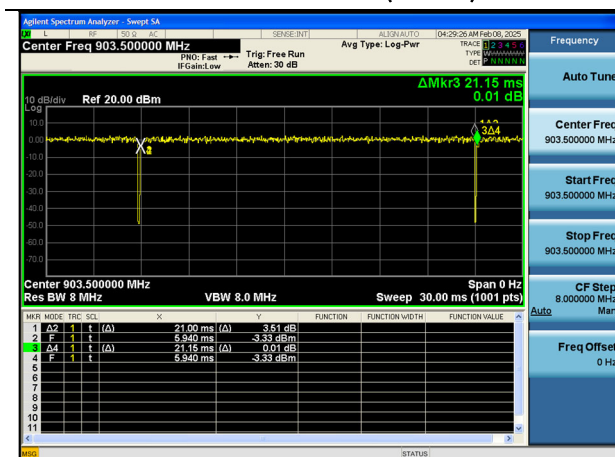 Agilent Spectrum Analyzer - Swept SA
L RF 50 Ω AC SENSE:INT ALIGN AUTO 04:29:26 AM Feb 08, 2025
Center Freq 903.500000 MHz
PNO: Fast
IFGain:Low
Trig: Free Run
Atten: 30 dB
Avg Type: Log-Pwr
TRACE 1 2 3 4 5 6
TYPE
DET P N N N N N
ΔMkr3 21.15 ms
0.01 dB
10 dB/div
Log
Ref 20.00 dBm
10.0
0.00
-10.0
-20.0
-30.0
-40.0
-50.0
-60.0
-70.0
3Δ4
Center 903.500000 MHz
Res BW 8 MHz
VBW 8.0 MHz
Span 0 Hz
Sweep 30.00 ms (1001 pts)
MKR MODE TRC SCL X Y FUNCTION FUNCTION WIDTH FUNCTION VALUE
1 Δ2 1 t (Δ) 21.00 ms (Δ) 3.51 dB
2 F 1 t 5.940 ms -3.33 dBm
3 Δ4 1 t (Δ) 21.15 ms (Δ) 0.01 dB
4 F 1 t 5.940 ms -3.33 dBm
5
6
7
8
9
10
11
MSG STATUS
Frequency
Auto Tune
Center Freq
903.500000 MHz
Start Freq
903.500000 MHz
Stop Freq
903.500000 MHz
CF Step
8.000000 MHz
Auto Man
Freq Offset
0 Hz